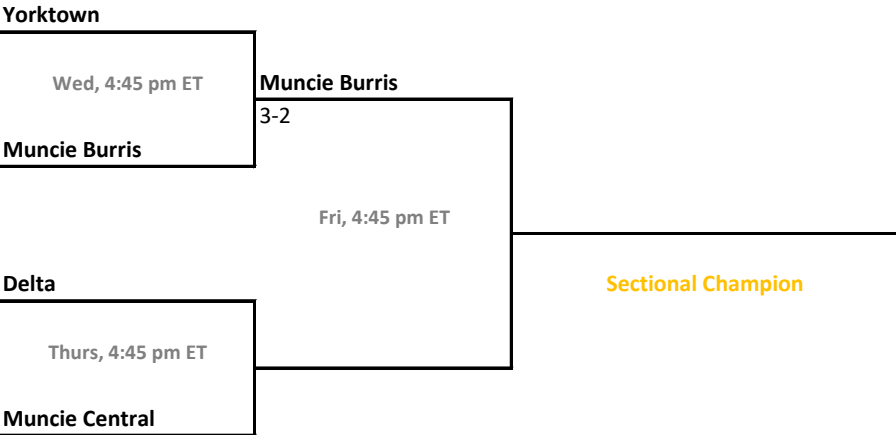 Yorktown
Wed, 4:45 pm ET
Muncie Burris
3-2
Muncie Burris
Fri, 4:45 pm ET
Delta
Sectional Champion
Thurs, 4:45 pm ET
Muncie Central